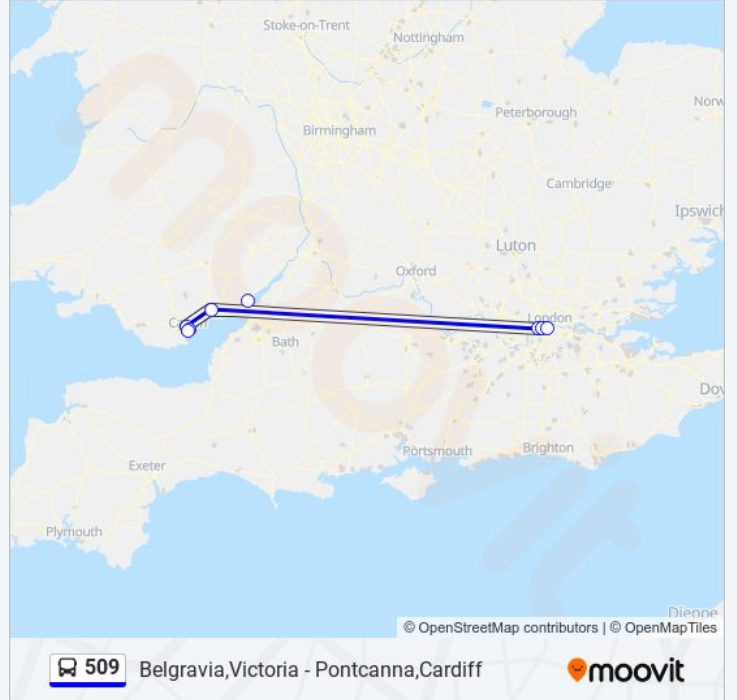 Stoke-on-Trent
Nottingham
Peterborough
Birmingham
Cambridge
Ipswich
Luton
Oxford
London
Bath
Portsmouth
Brighton
Exeter
Plymouth
Dieppe
© OpenStreetMap contributors | © OpenMapTiles
509 Belgravia,Victoria - Pontcanna,Cardiff
moovit